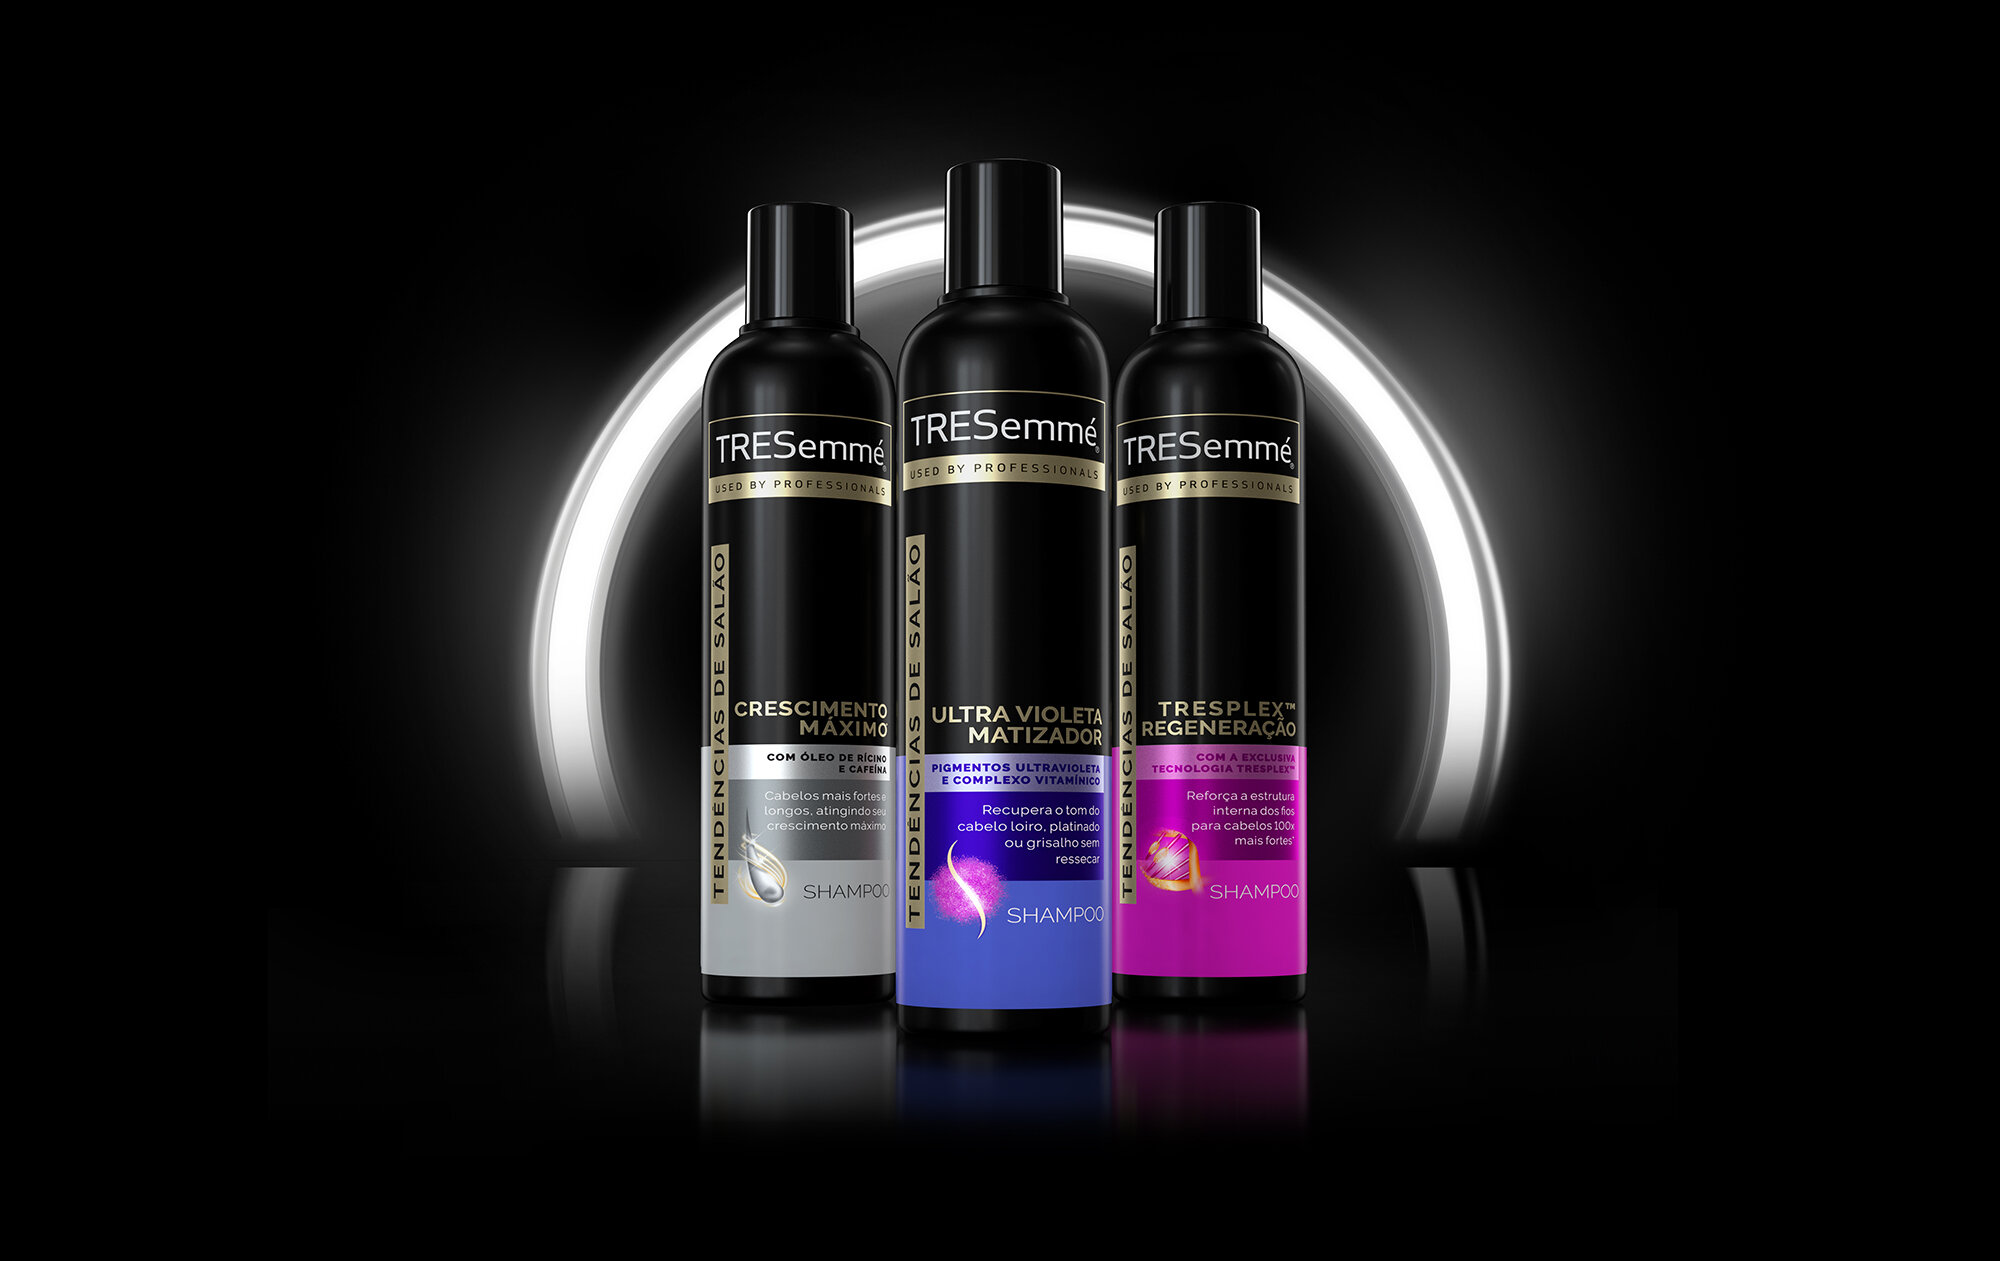 TRESemmé®
USED BY PROFESSIONALS
TENDÊNCIAS DE SALÃO
CRESCIMENTO
MÁXIMO*
COM ÓLEO DE RÍCINO
E CAFEÍNA
Cabelos mais fortes e
longos, atingindo seu
crescimento máximo
SHAMPOO
TRESemmé®
USED BY PROFESSIONALS
TENDÊNCIAS DE SALÃO
ULTRA VIOLETA
MATIZADOR
PIGMENTOS ULTRAVIOLETA
E COMPLEXO VITAMÍNICO
Recupera o tom do
cabelo loiro, platinado
ou grisalho sem
ressecar
SHAMPOO
TRESemmé®
USED BY PROFESSIONALS
TENDÊNCIAS DE SALÃO
TRESPLEX™
REGENERAÇÃO
COM A EXCLUSIVA
TECNOLOGIA TRESPLEX™
Reforça a estrutura
interna dos fios
para cabelos 100x
mais fortes*
SHAMPOO